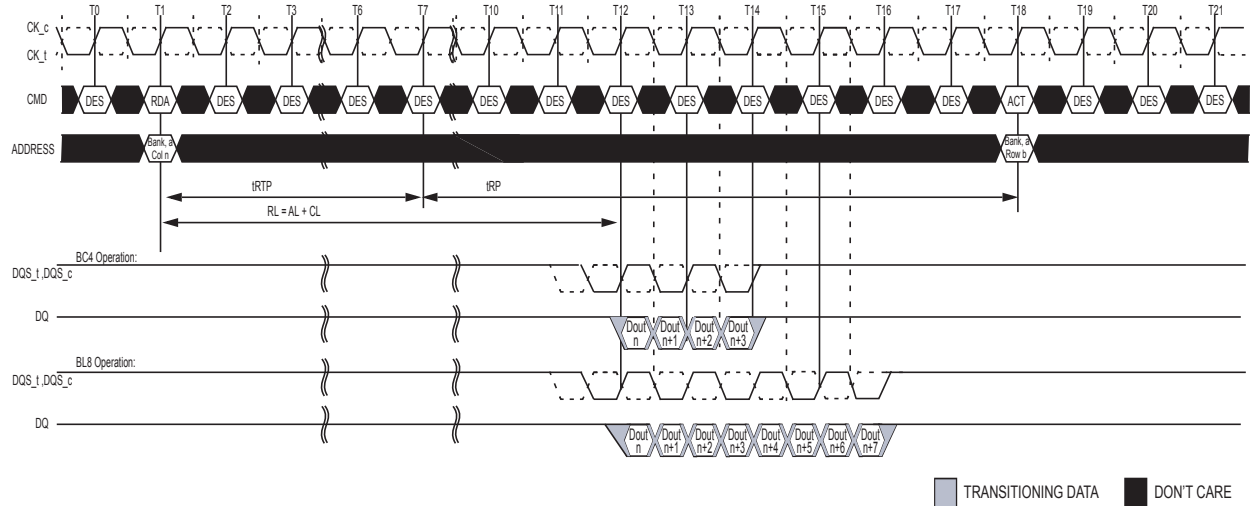 T0 T1 T2 T3 T6 T7 T10 T11 T12 T13 T14 T15 T16 T17 T18 T19 T20 T21
CK_c
CK_t
CMD DES RDA DES DES DES DES DES DES DES DES DES DES DES DES ACT DES DES DES
ADDRESS
Bank, a
Col n
Bank, a
Row b
tRTP tRP
RL = AL + CL
BC4 Operation:
DQS_t ,DQS_c
DQ
Dout
n
Dout
n+1
Dout
n+2
Dout
n+3
BL8 Operation:
DQS_t ,DQS_c
DQ
Dout
n
Dout
n+1
Dout
n+2
Dout
n+3
Dout
n+4
Dout
n+5
Dout
n+6
Dout
n+7
TRANSITIONING DATA DON'T CARE